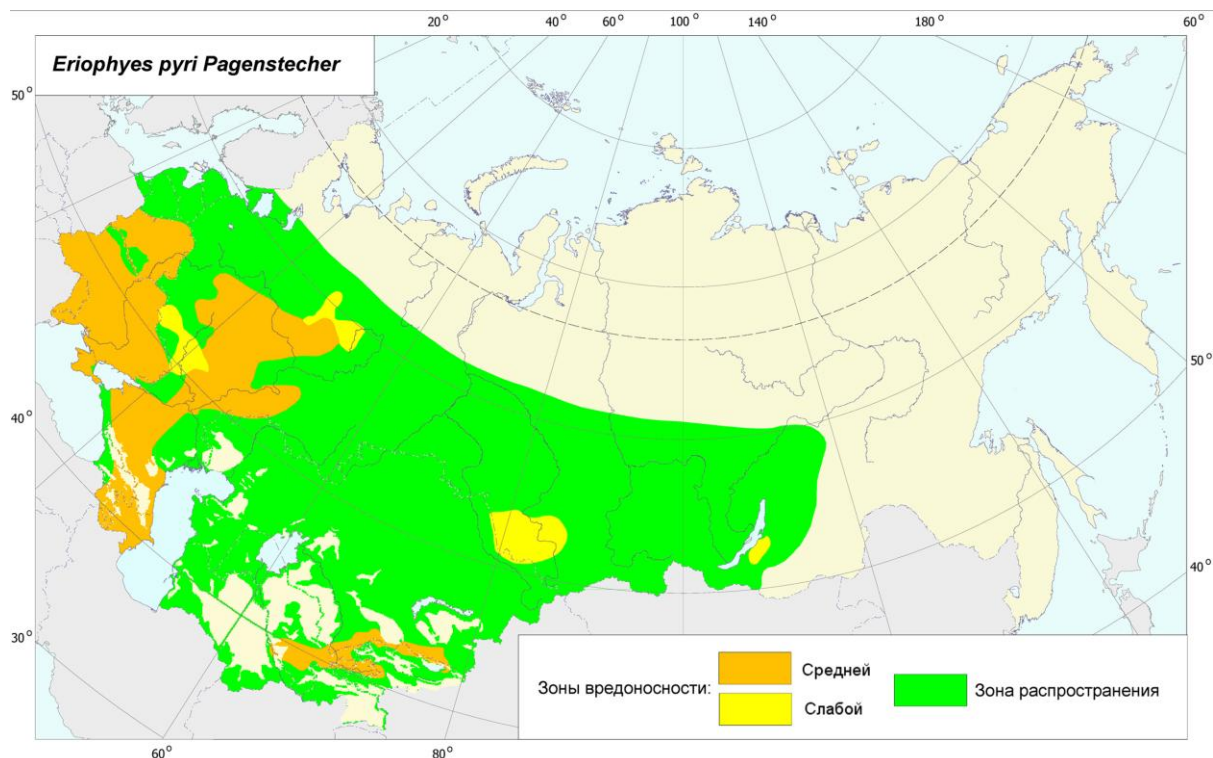 20° 40° 60° 100° 140° 180° 60°
Eriophyes pyri Pagenstecher
50°
50°
40°
40°
30°
Зоны вредоносности:
Средней
Слабой
Зона распространения
60° 80°